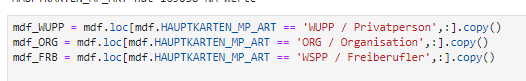 mdf_WUPP = mdf.loc[mdf.HAUPTKARTEN_MP_ART == 'WUPP / Privatperson',:].copy()
mdf_ORG = mdf.loc[mdf.HAUPTKARTEN_MP_ART == 'ORG / Organisation',:].copy()
mdf_FRB = mdf.loc[mdf.HAUPTKARTEN_MP_ART == 'WSPP / Freiberufler',:].copy()